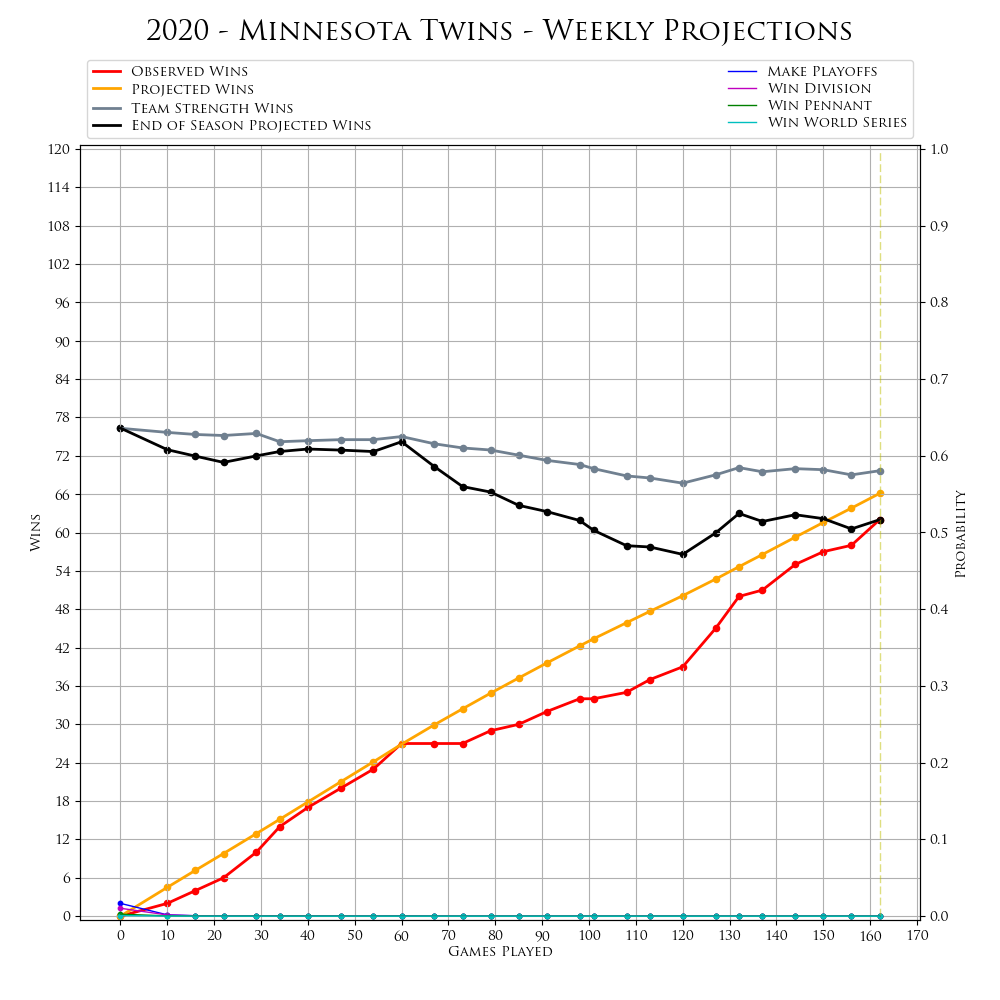 2020 - Minnesota Twins - Weekly Projections
Observed Wins
Projected Wins
Team Strength Wins
End of Season Projected Wins
Make Playoffs
Win Division
Win Pennant
Win World Series
120
114
108
102
96
90
84
78
72
66
60
54
48
42
36
30
24
18
12
6
0
Wins
1.0
0.9
0.8
0.7
0.6
0.5
0.4
0.3
0.2
0.1
0.0
Probability
0 10 20 30 40 50 60 70 80 90 100 110 120 130 140 150 160 170
Games Played